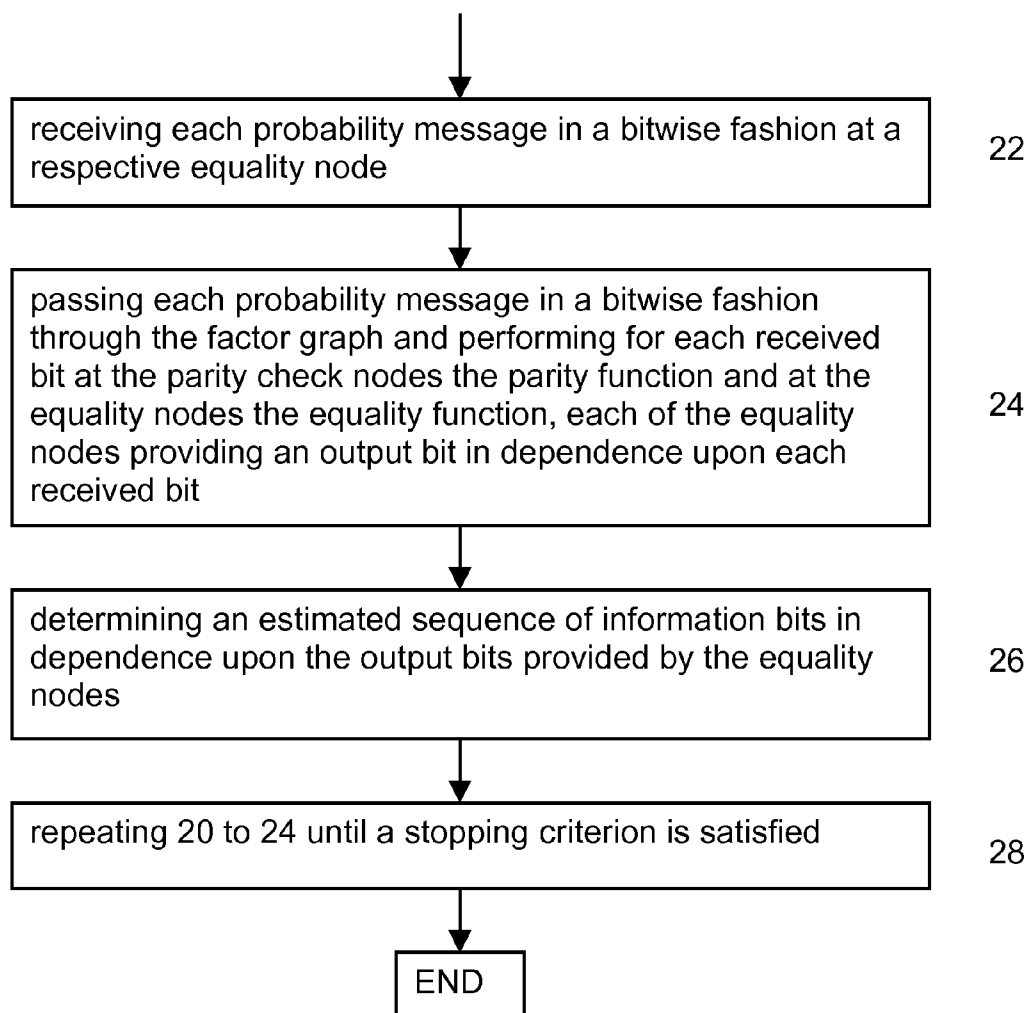 receiving each probability message in a bitwise fashion at a
respective equality node
22
passing each probability message in a bitwise fashion
through the factor graph and performing for each received
bit at the parity check nodes the parity function and at the
equality nodes the equality function, each of the equality
nodes providing an output bit in dependence upon each
received bit
24
determining an estimated sequence of information bits in
dependence upon the output bits provided by the equality
nodes
26
repeating 20 to 24 until a stopping criterion is satisfied
28
END